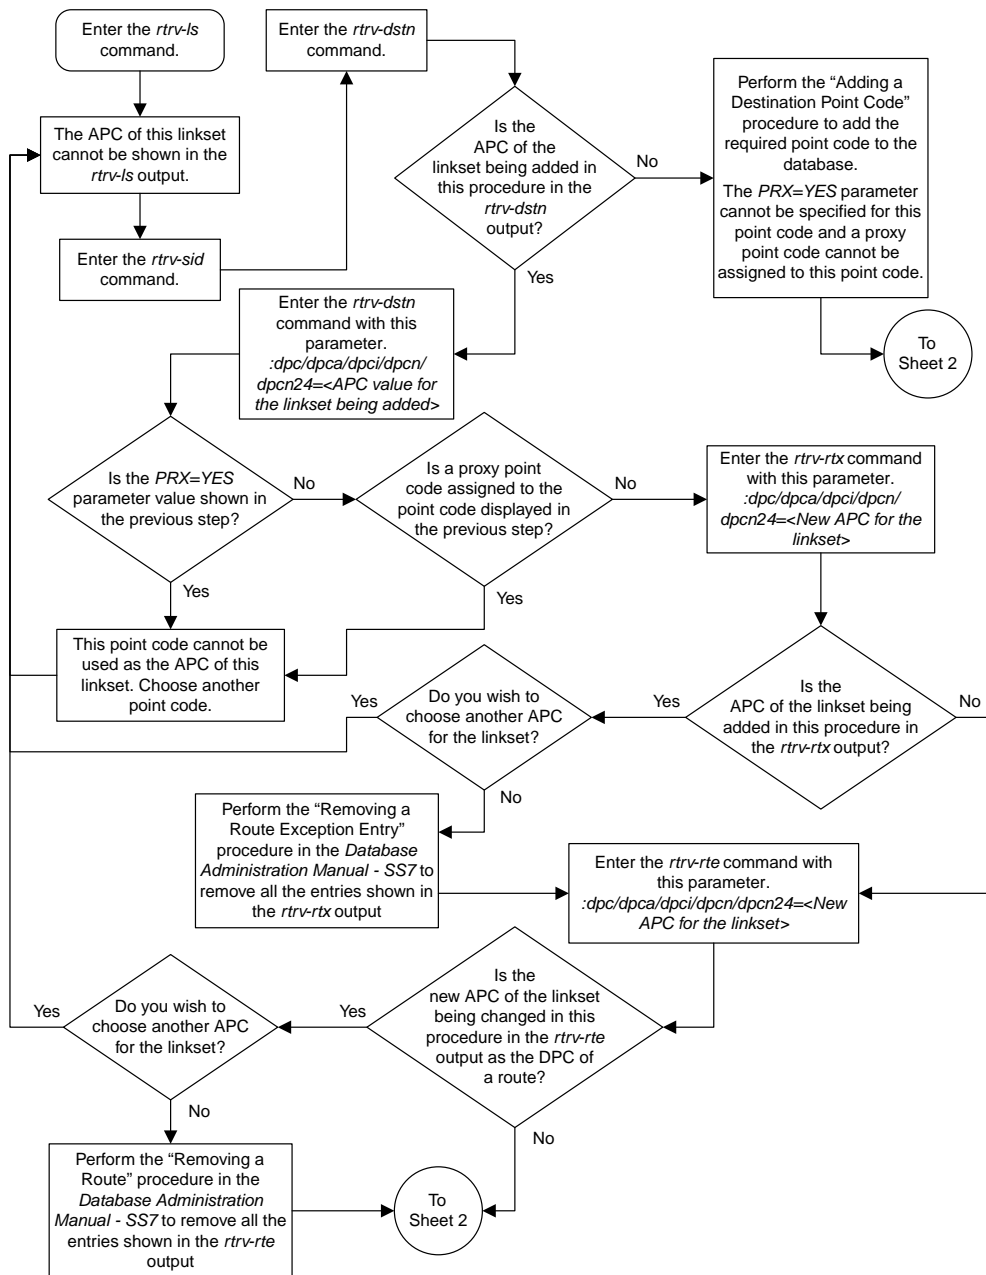 Enter the rtrv-ls
command.
Enter the rtrv-dstn
command.
The APC of this linkset
cannot be shown in the
rtrv-ls output.
Enter the rtrv-sid
command.
Is the
APC of the
linkset being added in
this procedure in the
rtrv-dstn
output?
No
Yes
Perform the “Adding a
Destination Point Code”
procedure to add the
required point code to the
database.
The PRX=YES parameter
cannot be specified for this
point code and a proxy
point code cannot be
assigned to this point code.
To
Sheet 2
Enter the rtrv-dstn
command with this
parameter.
:dpc/dpca/dpci/dpcn/
dpcn24=<APC value for
the linkset being added>
Is the PRX=YES
parameter value shown in
the previous step?
No
Yes
Is a proxy point
code assigned to the
point code displayed in
the previous step?
No
Yes
Enter the rtrv-rtx command
with this parameter.
:dpc/dpca/dpci/dpcn/
dpcn24=<New APC for the
linkset>
This point code cannot be
used as the APC of this
linkset. Choose another
point code.
Is the
APC of the linkset being
added in this procedure in
the rtrv-rtx output?
Yes
No
Do you wish to
choose another APC
for the linkset?
Yes
No
Perform the “Removing a
Route Exception Entry”
procedure in the Database
Administration Manual - SS7 to
remove all the entries shown in
the rtrv-rtx output
Enter the rtrv-rte command with
this parameter.
:dpc/dpca/dpci/dpcn/dpcn24=<New
APC for the linkset>
Is the
new APC of the linkset
being changed in this
procedure in the rtrv-rte
output as the DPC of
a route?
Yes
No
Do you wish to
choose another APC
for the linkset?
Yes
No
Perform the “Removing a
Route” procedure in the
Database Administration
Manual - SS7 to remove all the
entries shown in the rtrv-rte
output
To
Sheet 2